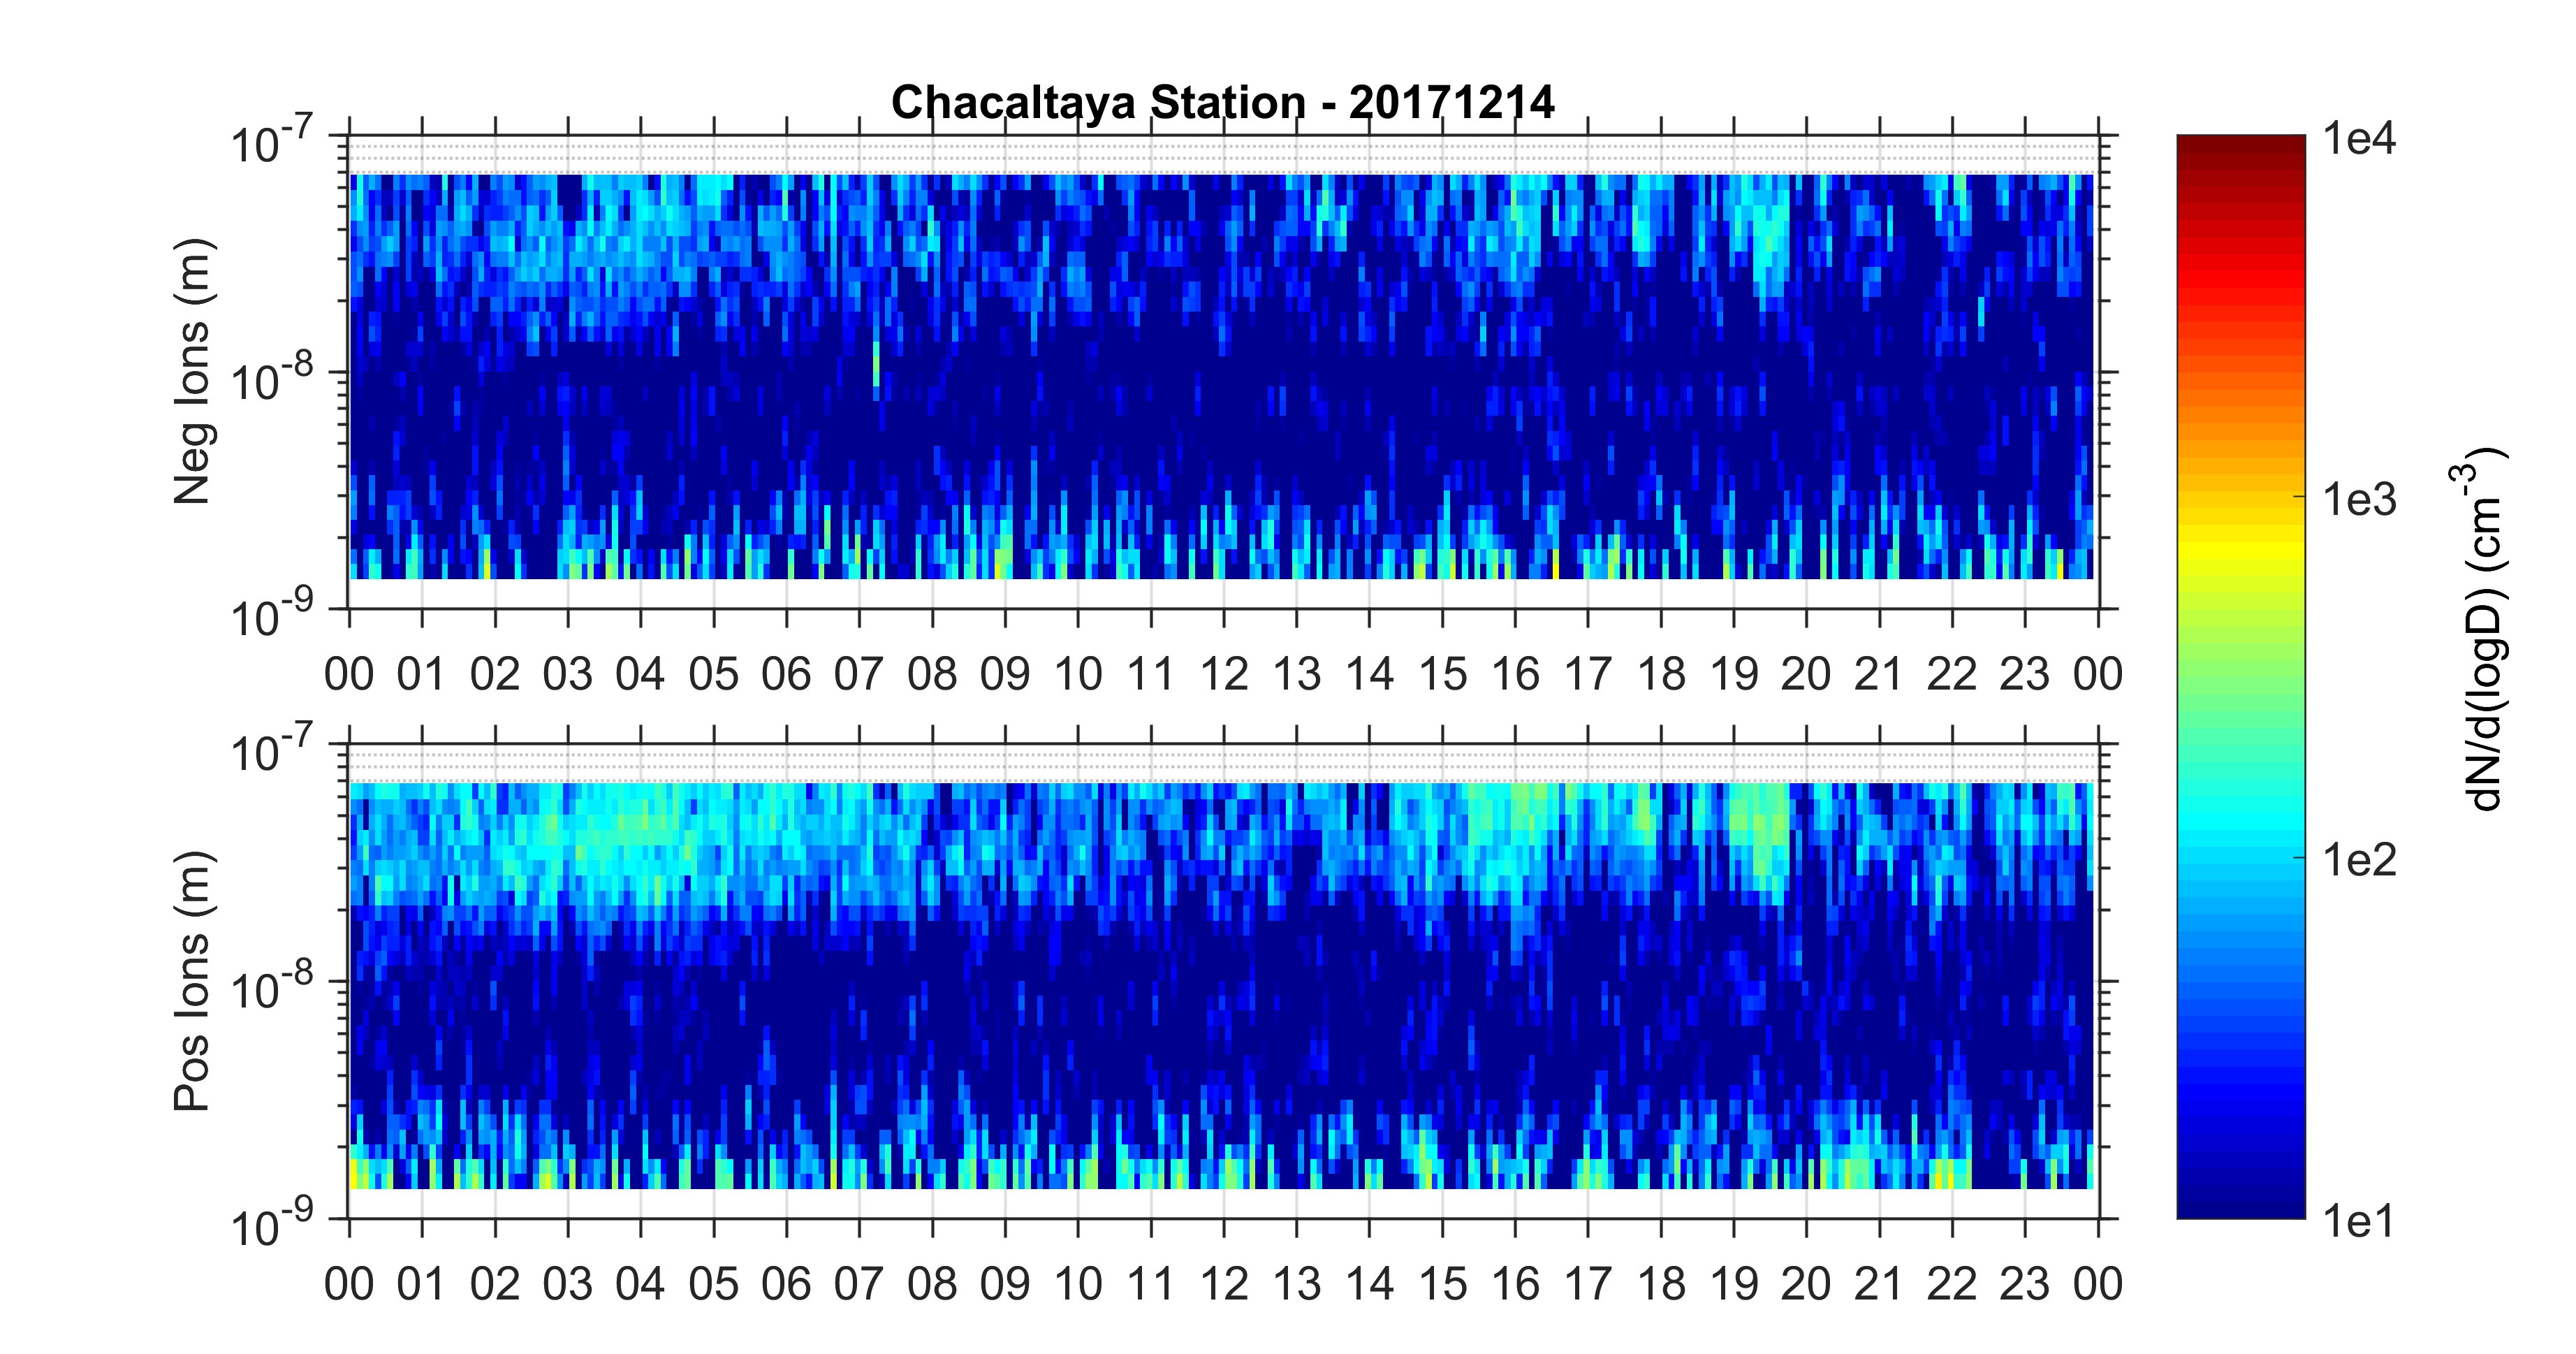 Chacaltaya Station - 20171214
10-7
10-8
10-9
Neg Ions (m)
00 01 02 03 04 05 06 07 08 09 10 11 12 13 14 15 16 17 18 19 20 21 22 23 00
10-7
10-8
10-9
Pos Ions (m)
00 01 02 03 04 05 06 07 08 09 10 11 12 13 14 15 16 17 18 19 20 21 22 23 00
1e4
1e3
1e2
1e1
dN/d(logD) (cm-3)